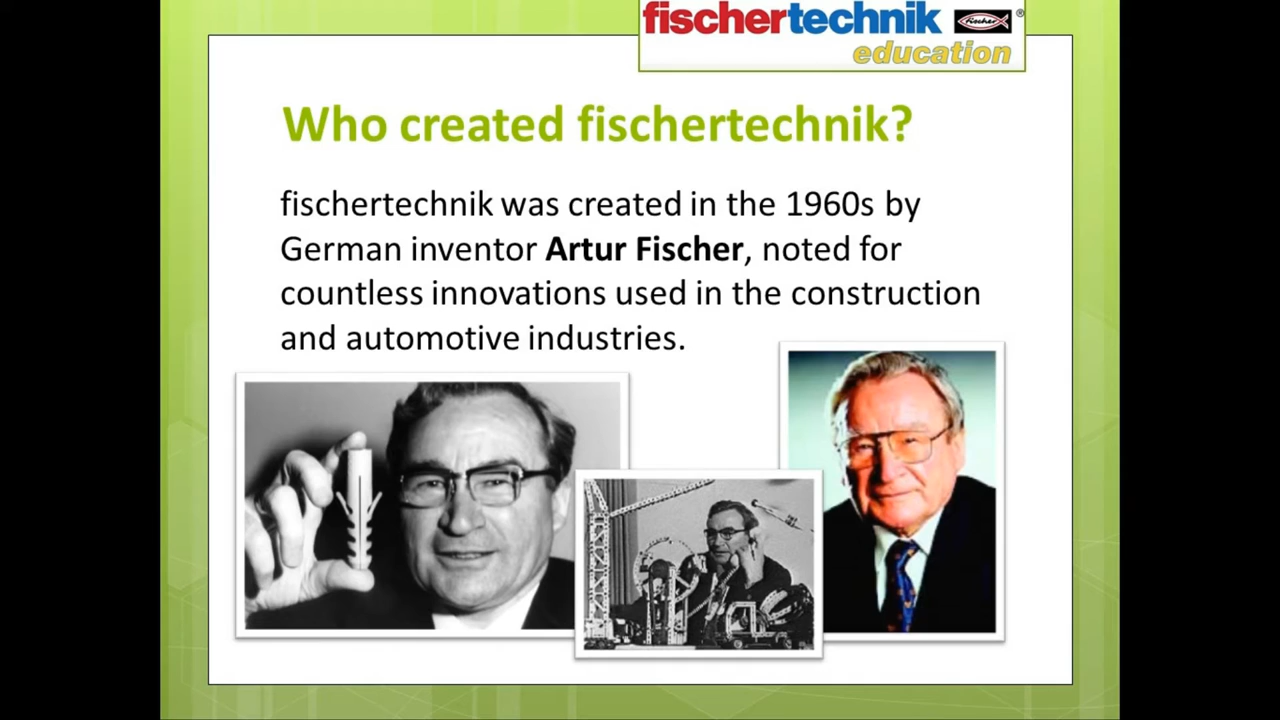 fischertechnik fischer ®
education
Who created fischertechnik?
fischertechnik was created in the 1960s by
German inventor Artur Fischer, noted for
countless innovations used in the construction
and automotive industries.